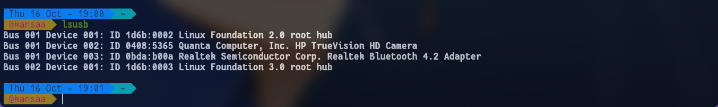 Thu 16 Oct - 19:00 ~
@kansaa lsusb
Bus 001 Device 001: ID 1d6b:0002 Linux Foundation 2.0 root hub
Bus 001 Device 002: ID 0408:5365 Quanta Computer, Inc. HP TrueVision HD Camera
Bus 001 Device 003: ID 0bda:b00a Realtek Semiconductor Corp. Realtek Bluetooth 4.2 Adapter
Bus 002 Device 001: ID 1d6b:0003 Linux Foundation 3.0 root hub
Thu 16 Oct - 19:01 ~
@kansaa